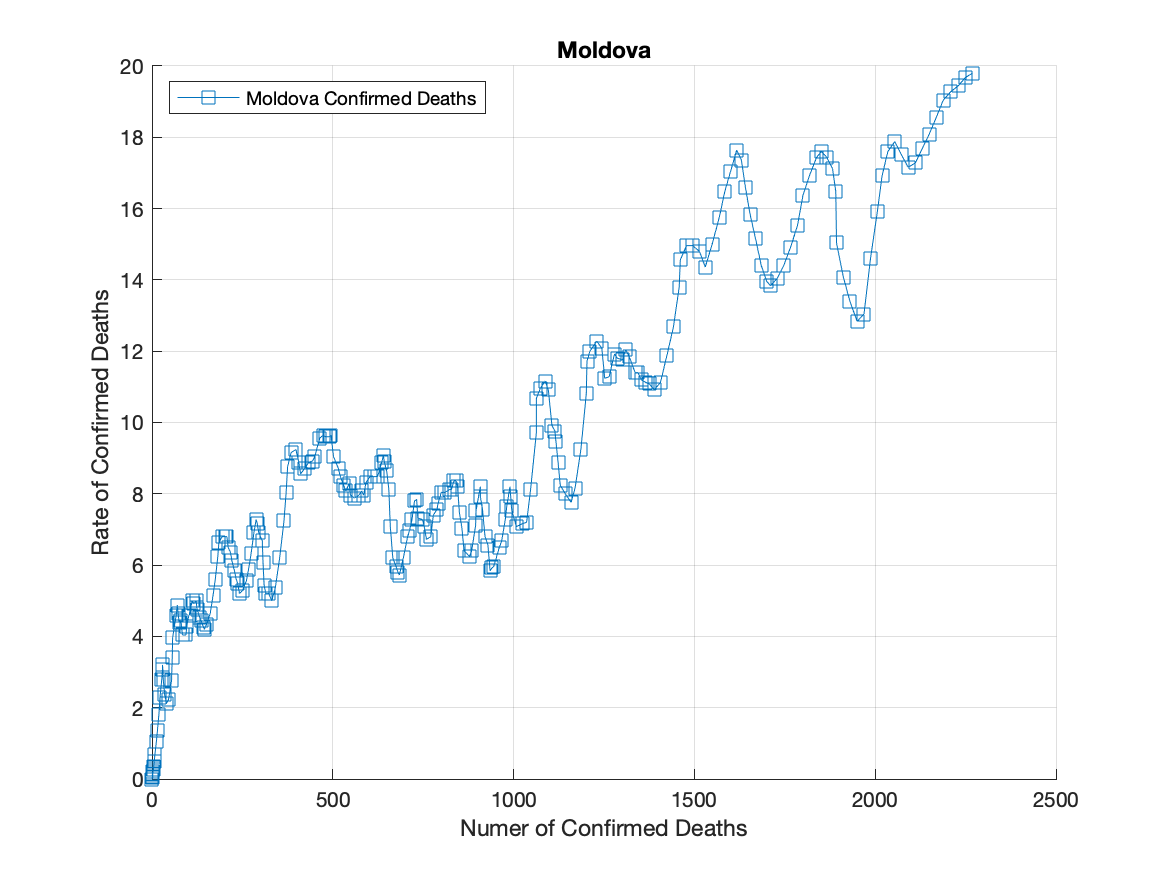 Moldova
Moldova Confirmed Deaths
Rate of Confirmed Deaths
20
18
16
14
12
10
8
6
4
2
0
0 500 1000 1500 2000 2500
Numer of Confirmed Deaths